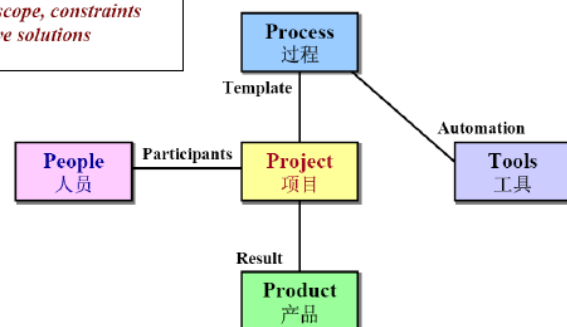 scope, constraints
ve solutions
Process
过程
Template
Automation
People
人员
Participants
Project
项目
Tools
工具
Result
Product
产品